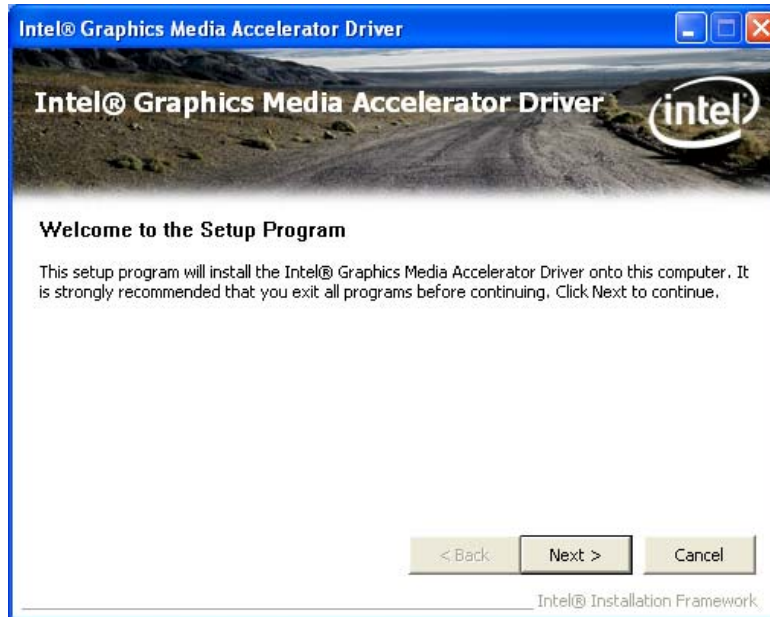 Intel® Graphics Media Accelerator Driver
Intel® Graphics Media Accelerator Driver
intel
Welcome to the Setup Program
This setup program will install the Intel® Graphics Media Accelerator Driver onto this computer. It
is strongly recommended that you exit all programs before continuing. Click Next to continue.
< Back Next > Cancel
Intel® Installation Framework